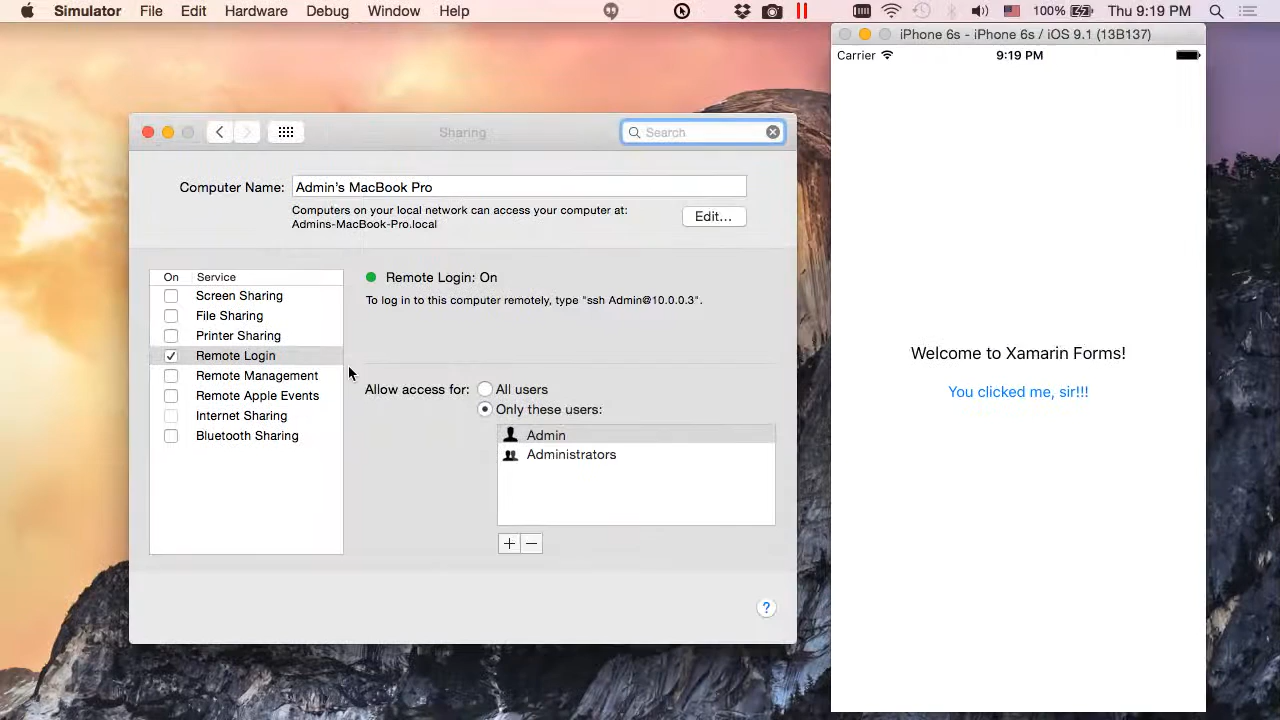 Simulator File Edit Hardware Debug Window Help 100% Thu 9:19 PM
iPhone 6s - iPhone 6s / iOS 9.1 (13B137)
Carrier 9:19 PM
Sharing
Search
Computer Name: Admin's MacBook Pro
Computers on your local network can access your computer at:
Admins-MacBook-Pro.local
Edit...
On Service
Screen Sharing
File Sharing
Printer Sharing
Remote Login
Remote Management
Remote Apple Events
Internet Sharing
Bluetooth Sharing
Remote Login: On
To log in to this computer remotely, type "ssh Admin@10.0.0.3".
Allow access for: All users
Only these users:
Admin
Administrators
+ −
?
Welcome to Xamarin Forms!
You clicked me, sir!!!